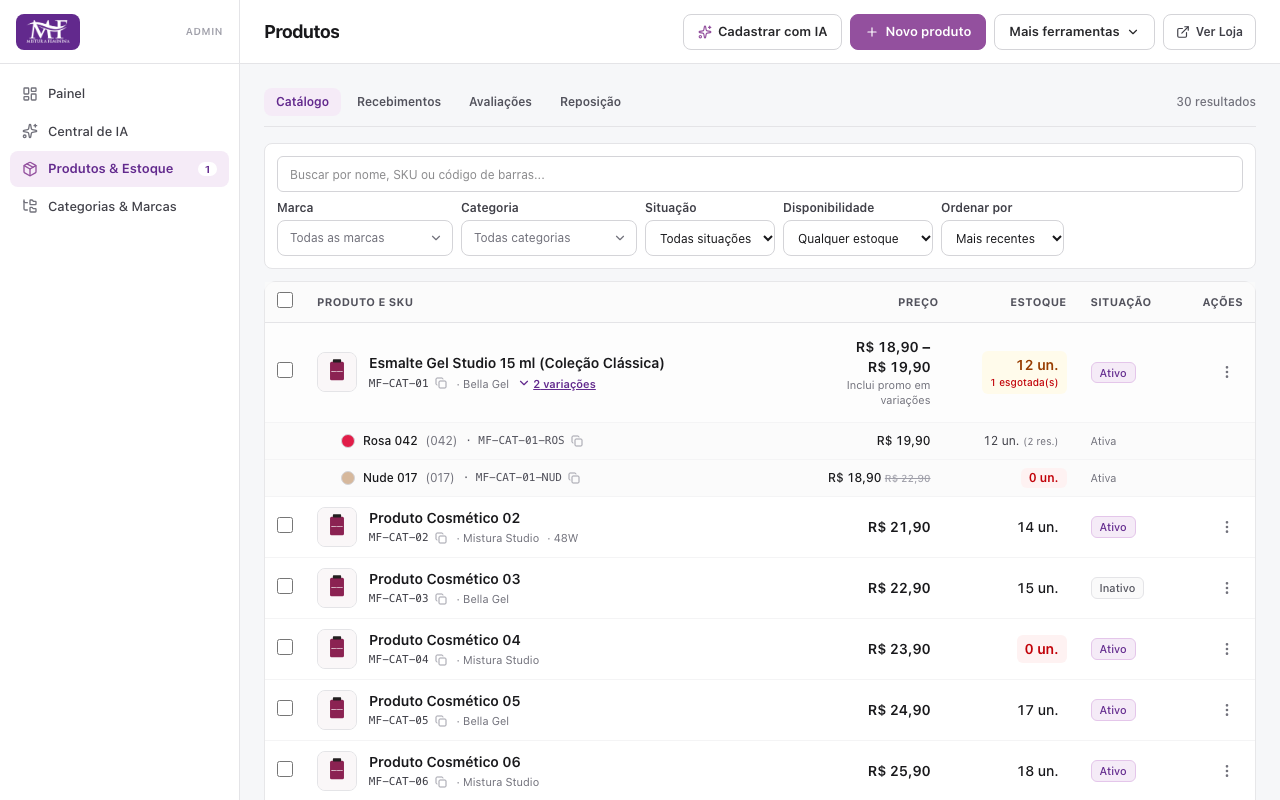 MF
ADMIN
Painel
Central de IA
Produtos & Estoque 1
Categorias & Marcas
Produtos
Cadastrar com IA
Novo produto
Mais ferramentas
Ver Loja
Catálogo Recebimentos Avaliações Reposição
30 resultados
Buscar por nome, SKU ou código de barras...
Marca Categoria Situação Disponibilidade Ordenar por
Todas as marcas Todas categorias Todas situações Qualquer estoque Mais recentes
PRODUTO E SKU PREÇO ESTOQUE SITUAÇÃO AÇÕES
Esmalte Gel Studio 15 ml (Coleção Clássica)
MF-CAT-01 · Bella Gel 2 variações
R$ 18,90 –
R$ 19,90
Inclui promo em
variações
12 un.
1 esgotada(s)
Ativo
Rosa 042 (042) · MF-CAT-01-ROS R$ 19,90 12 un. (2 res.) Ativa
Nude 017 (017) · MF-CAT-01-NUD R$ 18,90 R$ 22,90 0 un. Ativa
Produto Cosmético 02
MF-CAT-02 · Mistura Studio · 48W
R$ 21,90 14 un. Ativo
Produto Cosmético 03
MF-CAT-03 · Bella Gel
R$ 22,90 15 un. Inativo
Produto Cosmético 04
MF-CAT-04 · Mistura Studio
R$ 23,90 0 un. Ativo
Produto Cosmético 05
MF-CAT-05 · Bella Gel
R$ 24,90 17 un. Ativo
Produto Cosmético 06
MF-CAT-06 · Mistura Studio
R$ 25,90 18 un. Ativo